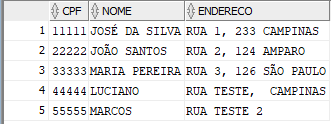 CPF NOME ENDERECO
1 11111 JOSÉ DA SILVA RUA 1, 233 CAMPINAS
2 22222 JOÃO SANTOS RUA 2, 124 AMPARO
3 33333 MARIA PEREIRA RUA 3, 126 SÃO PAULO
4 44444 LUCIANO RUA TESTE,  CAMPINAS
5 55555 MARCOS RUA TESTE 2